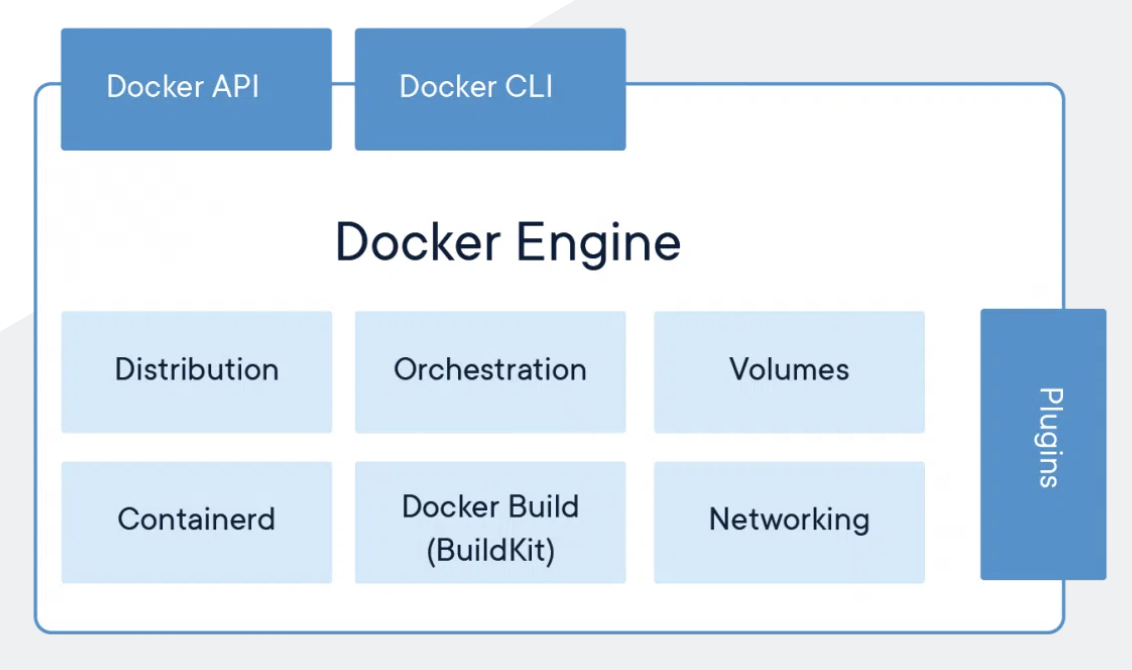 Docker API
Docker CLI
Docker Engine
Distribution
Orchestration
Volumes
Plugins
Containerd
Docker Build
(BuildKit)
Networking